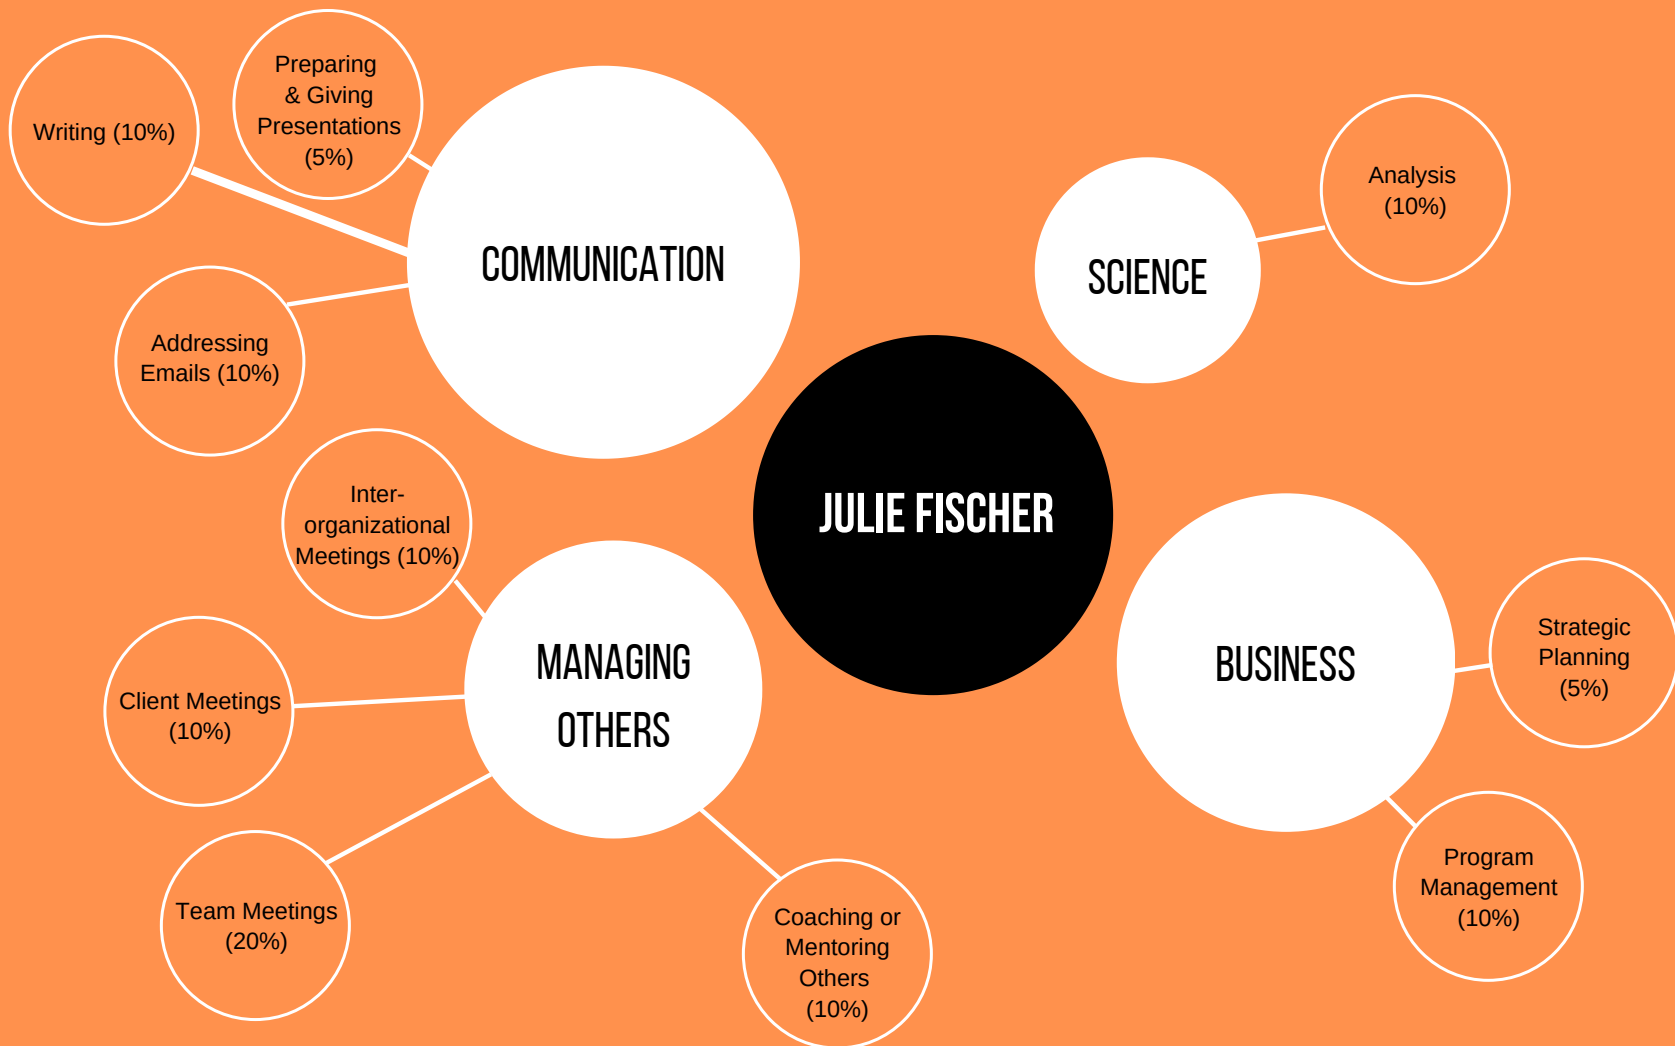 Preparing
& Giving
Presentations
(5%)
Writing (10%)
COMMUNICATION
Addressing
Emails (10%)
Analysis
(10%)
SCIENCE
JULIE FISCHER
Inter-
organizational
Meetings (10%)
MANAGING
OTHERS
Client Meetings
(10%)
Team Meetings
(20%)
Coaching or
Mentoring
Others
(10%)
BUSINESS
Strategic
Planning
(5%)
Program
Management
(10%)